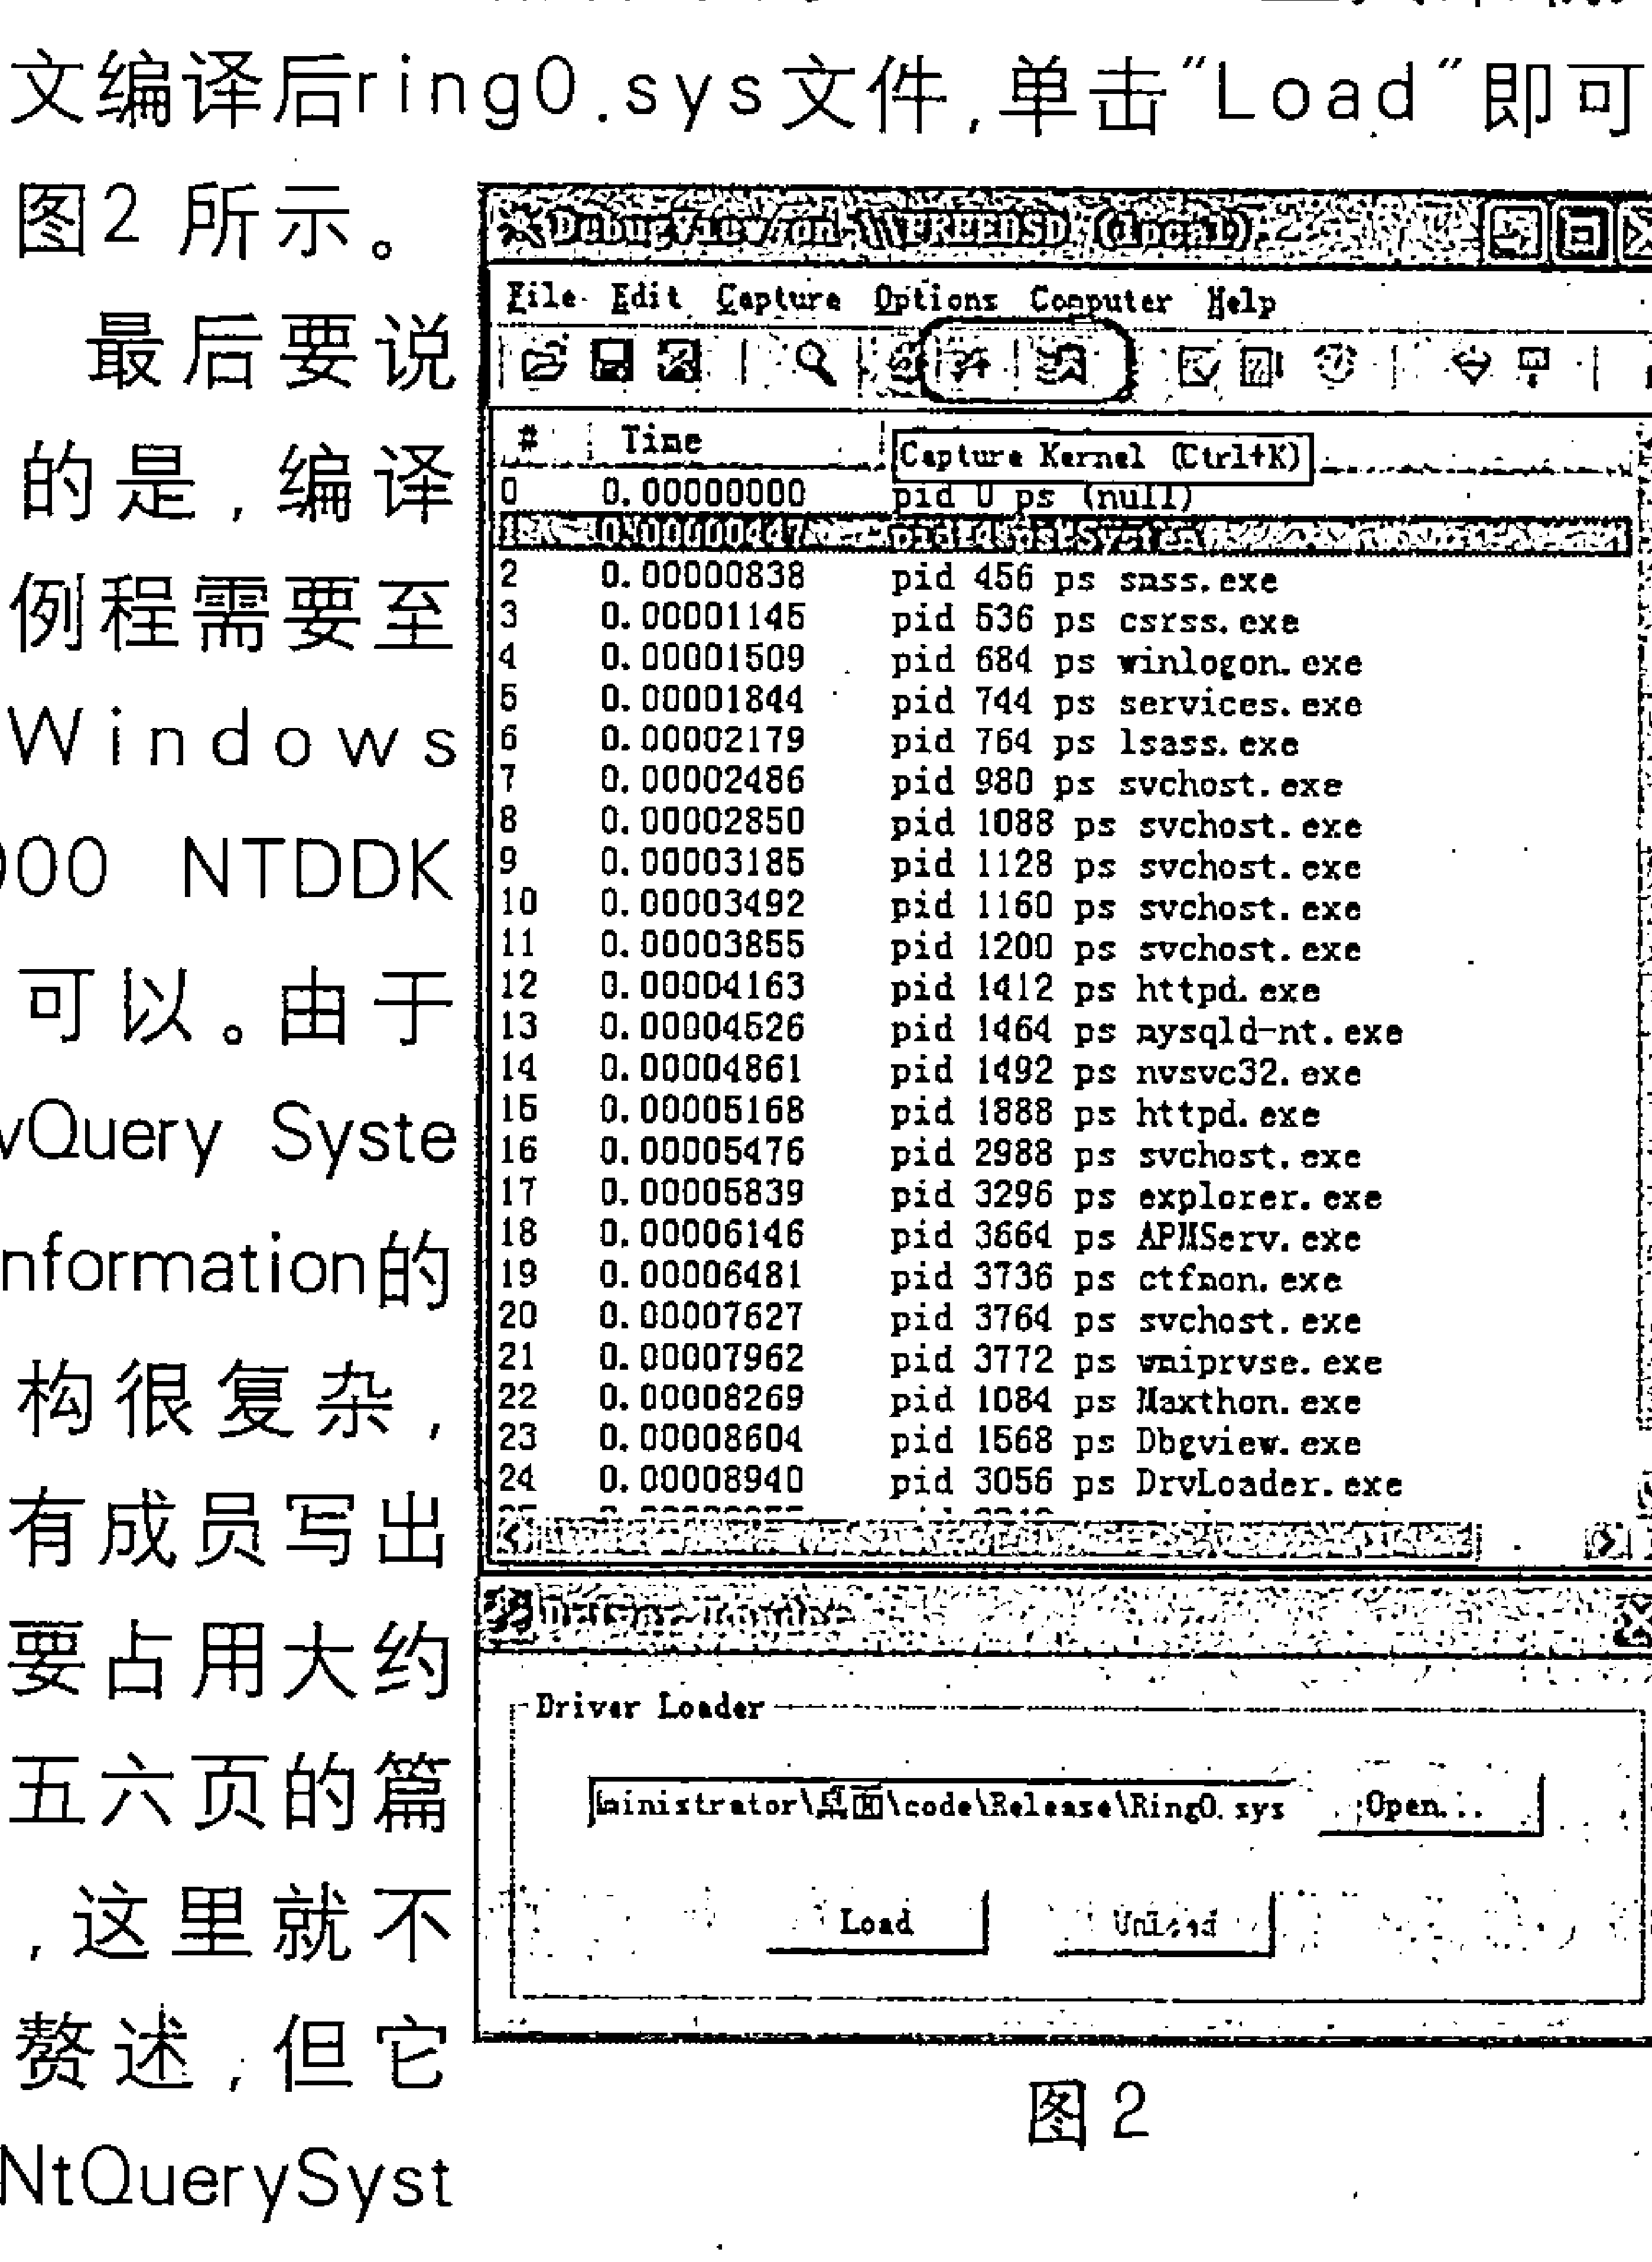 文编译后ring0.sys文件,单击"Load"即可
图2 所示。
最后要说
的是,编译
例程需要至
Windows
000 NTDDK
可以。由于
vQuery Syste
nformation的
构很复杂,
有成员写出
要占用大约
五六页的篇
,这里就不
赘述,但它
NtQuerySyst
DebugView on \\FREEBSD (local)
File Edit Capture Options Computer Help
# Time
Capture Kernel (Ctrl+K)
0 0.00000000 pid 0 ps (null)
1 0.00000447 pid 4 ps System
2 0.00000838 pid 456 ps smss.exe
3 0.00001145 pid 536 ps csrss.exe
4 0.00001509 pid 684 ps winlogon.exe
5 0.00001844 pid 744 ps services.exe
6 0.00002179 pid 764 ps lsass.exe
7 0.00002486 pid 980 ps svchost.exe
8 0.00002850 pid 1088 ps svchost.exe
9 0.00003185 pid 1128 ps svchost.exe
10 0.00003492 pid 1160 ps svchost.exe
11 0.00003855 pid 1200 ps svchost.exe
12 0.00004163 pid 1412 ps httpd.exe
13 0.00004526 pid 1464 ps mysqld-nt.exe
14 0.00004861 pid 1492 ps nvsvc32.exe
15 0.00005168 pid 1888 ps httpd.exe
16 0.00005476 pid 2988 ps svchost.exe
17 0.00005839 pid 3296 ps explorer.exe
18 0.00006146 pid 3664 ps APMServ.exe
19 0.00006481 pid 3736 ps ctfmon.exe
20 0.00007627 pid 3764 ps svchost.exe
21 0.00007962 pid 3772 ps wmiprvse.exe
22 0.00008269 pid 1084 ps Maxthon.exe
23 0.00008604 pid 1568 ps Dbgview.exe
24 0.00008940 pid 3056 ps DrvLoader.exe
Driver Loader
Driver Loader
ministrator\桌面\code\Release\Ring0.sys Open...
Load Unload
图2